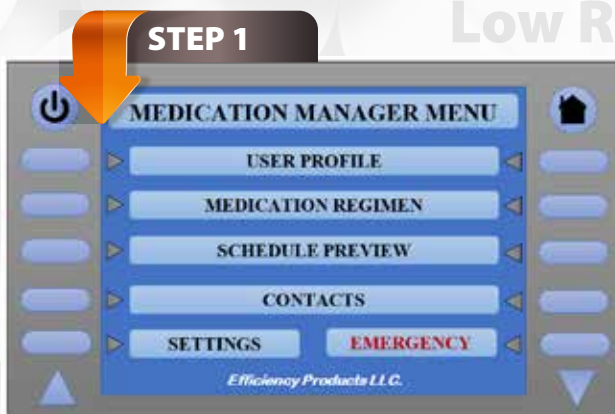 Low R
STEP 1
MEDICATION MANAGER MENU
USER PROFILE
MEDICATION REGIMEN
SCHEDULE PREVIEW
CONTACTS
SETTINGS
EMERGENCY
Efficiency Products LLC.